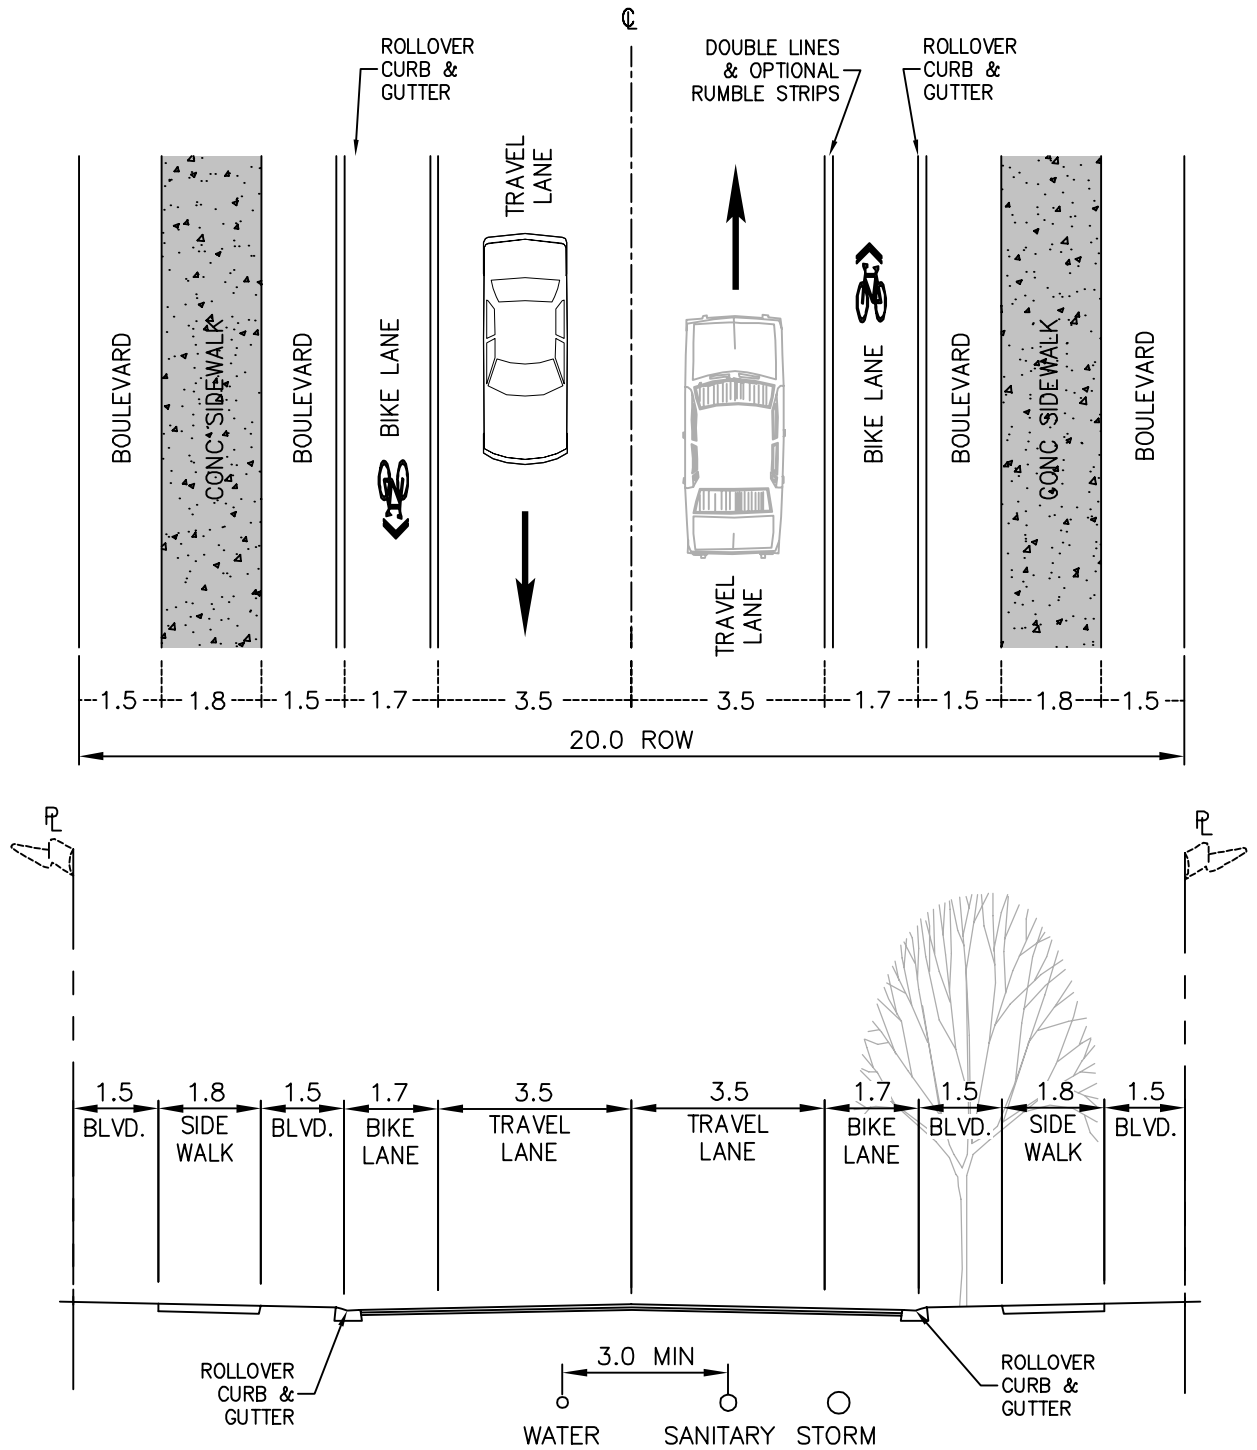 ℄
ROLLOVER
CURB &
GUTTER
DOUBLE LINES
& OPTIONAL
RUMBLE STRIPS
ROLLOVER
CURB &
GUTTER
BOULEVARD
CONC SIDEWALK
BOULEVARD
BIKE LANE
TRAVEL
LANE
TRAVEL
LANE
BIKE LANE
BOULEVARD
CONC SIDEWALK
BOULEVARD
1.5 1.8 1.5 1.7 3.5 3.5 1.7 1.5 1.8 1.5
20.0 ROW
PL PL
1.5 1.8 1.5 1.7 3.5 3.5 1.7 1.5 1.8 1.5
BLVD.
SIDE
WALK
BLVD.
BIKE
LANE
TRAVEL
LANE
TRAVEL
LANE
BIKE
LANE
BLVD.
SIDE
WALK
BLVD.
ROLLOVER
CURB &
GUTTER
3.0 MIN
ROLLOVER
CURB &
GUTTER
WATER SANITARY STORM